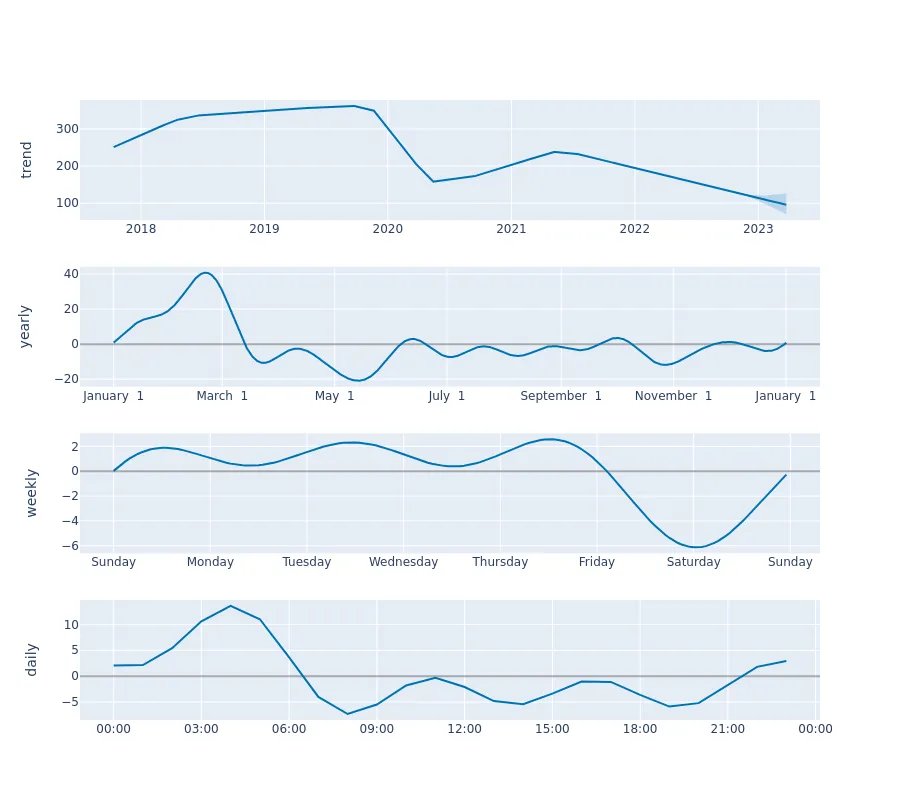 trend
300
200
100
2018 2019 2020 2021 2022 2023
yearly
40
20
0
−20
January 1 March 1 May 1 July 1 September 1 November 1 January 1
weekly
2
0
−2
−4
−6
Sunday Monday Tuesday Wednesday Thursday Friday Saturday Sunday
daily
10
5
0
−5
00:00 03:00 06:00 09:00 12:00 15:00 18:00 21:00 00:00